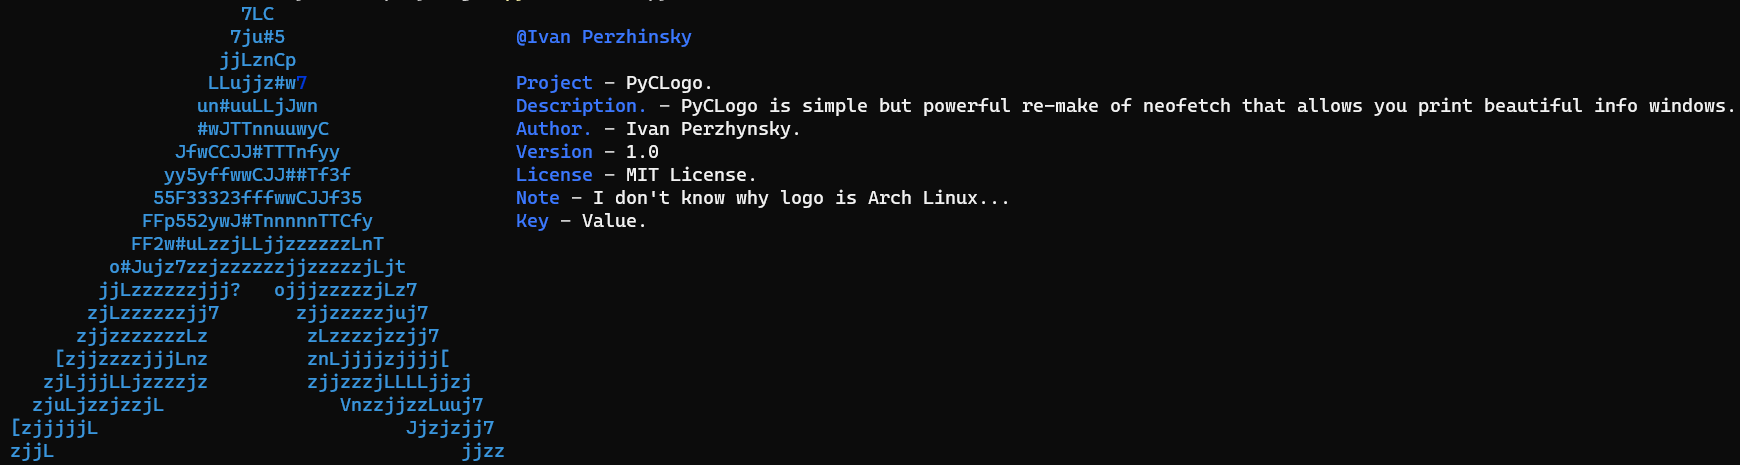 7LC
7ju#5 @Ivan Perzhinsky
jjLznCp
LLujjz#w7 Project - PyCLogo.
un#uuLLjJwn Description. - PyCLogo is simple but powerful re-make of neofetch that allows you print beautiful info windows.
#wJTTnnuuwyC Author. - Ivan Perzhynsky.
JfwCCJJ#TTTnfyy Version - 1.0
yy5yffwwCJJ##Tf3f License - MIT License.
55F33323fffwwCJJf35 Note - I don't know why logo is Arch Linux...
FFp552ywJ#TnnnnnTTCfy Key - Value.
FF2w#uLzzjLLjjzzzzzzLnT
o#Jujz7zzjzzzzzzjjzzzzzjLjt
jjLzzzzzzjjj? ojjjzzzzzjLz7
zjLzzzzzzjj7 zjjzzzzzjuj7
zjjzzzzzzzLz zLzzzzjzzjj7
[zjjzzzzjjjLnz znLjjjjzjjjj[
zjLjjjLLjzzzzjz zjjzzzjLLLLjjzj
zjuLjzzjzzjL VnzzjjzzLuuj7
[zjjjjjL Jjzjzjj7
zjjL jjzz